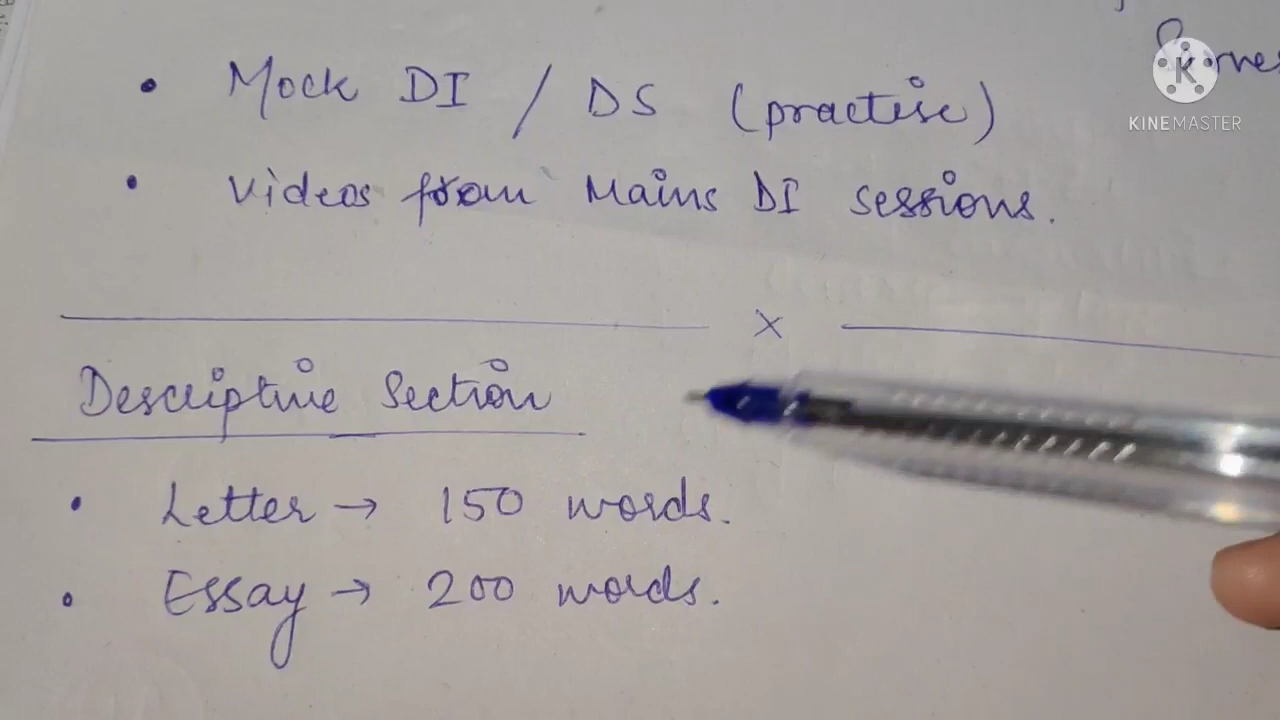 • Mock DI / DS (practise)
• Videos from Mains DI sessions.
x
Descriptive Section
• Letter → 150 words.
• Essay → 200 words.
K
KINEMASTER